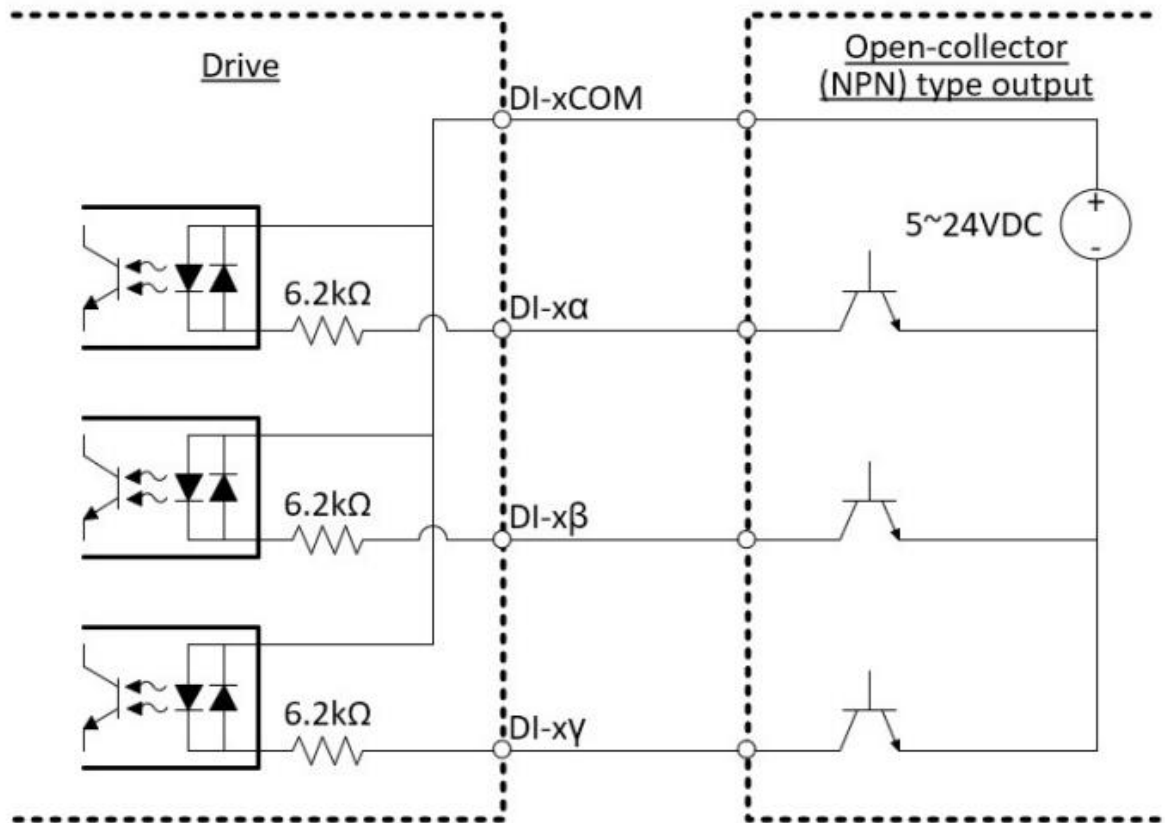 Drive
Open-collector
(NPN) type output
DI-xCOM
+
5~24VDC
-
6.2kΩ
DI-xα
6.2kΩ
DI-xβ
6.2kΩ
DI-xγ